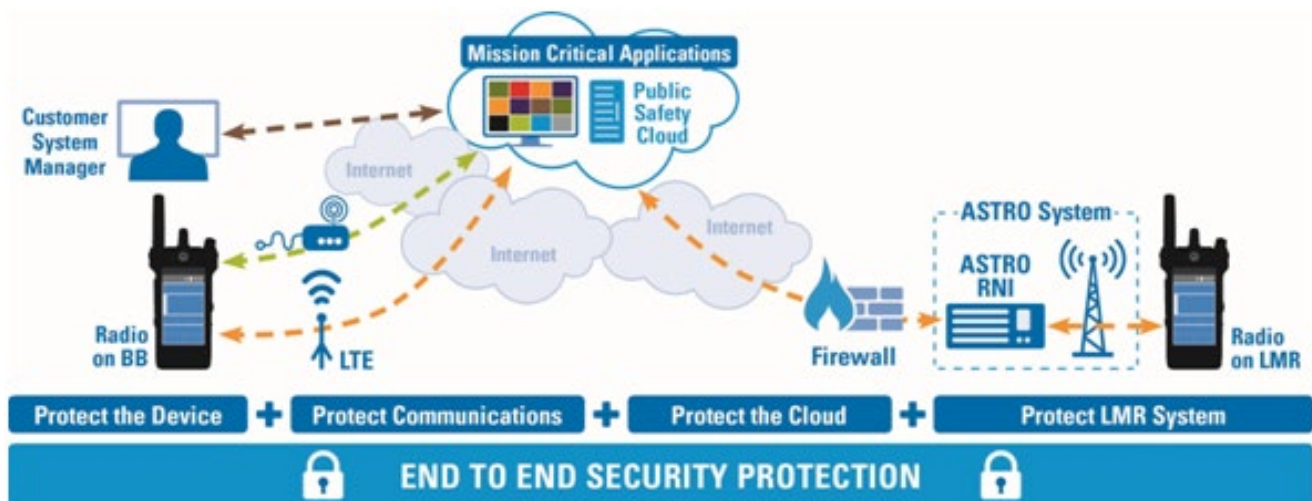 Mission Critical Applications
Public
Safety
Cloud
Customer
System
Manager
Internet
Internet
Internet
Radio
on BB
LTE
Firewall
ASTRO System
ASTRO
RNI
Radio
on LMR
Protect the Device + Protect Communications + Protect the Cloud + Protect LMR System
END TO END SECURITY PROTECTION